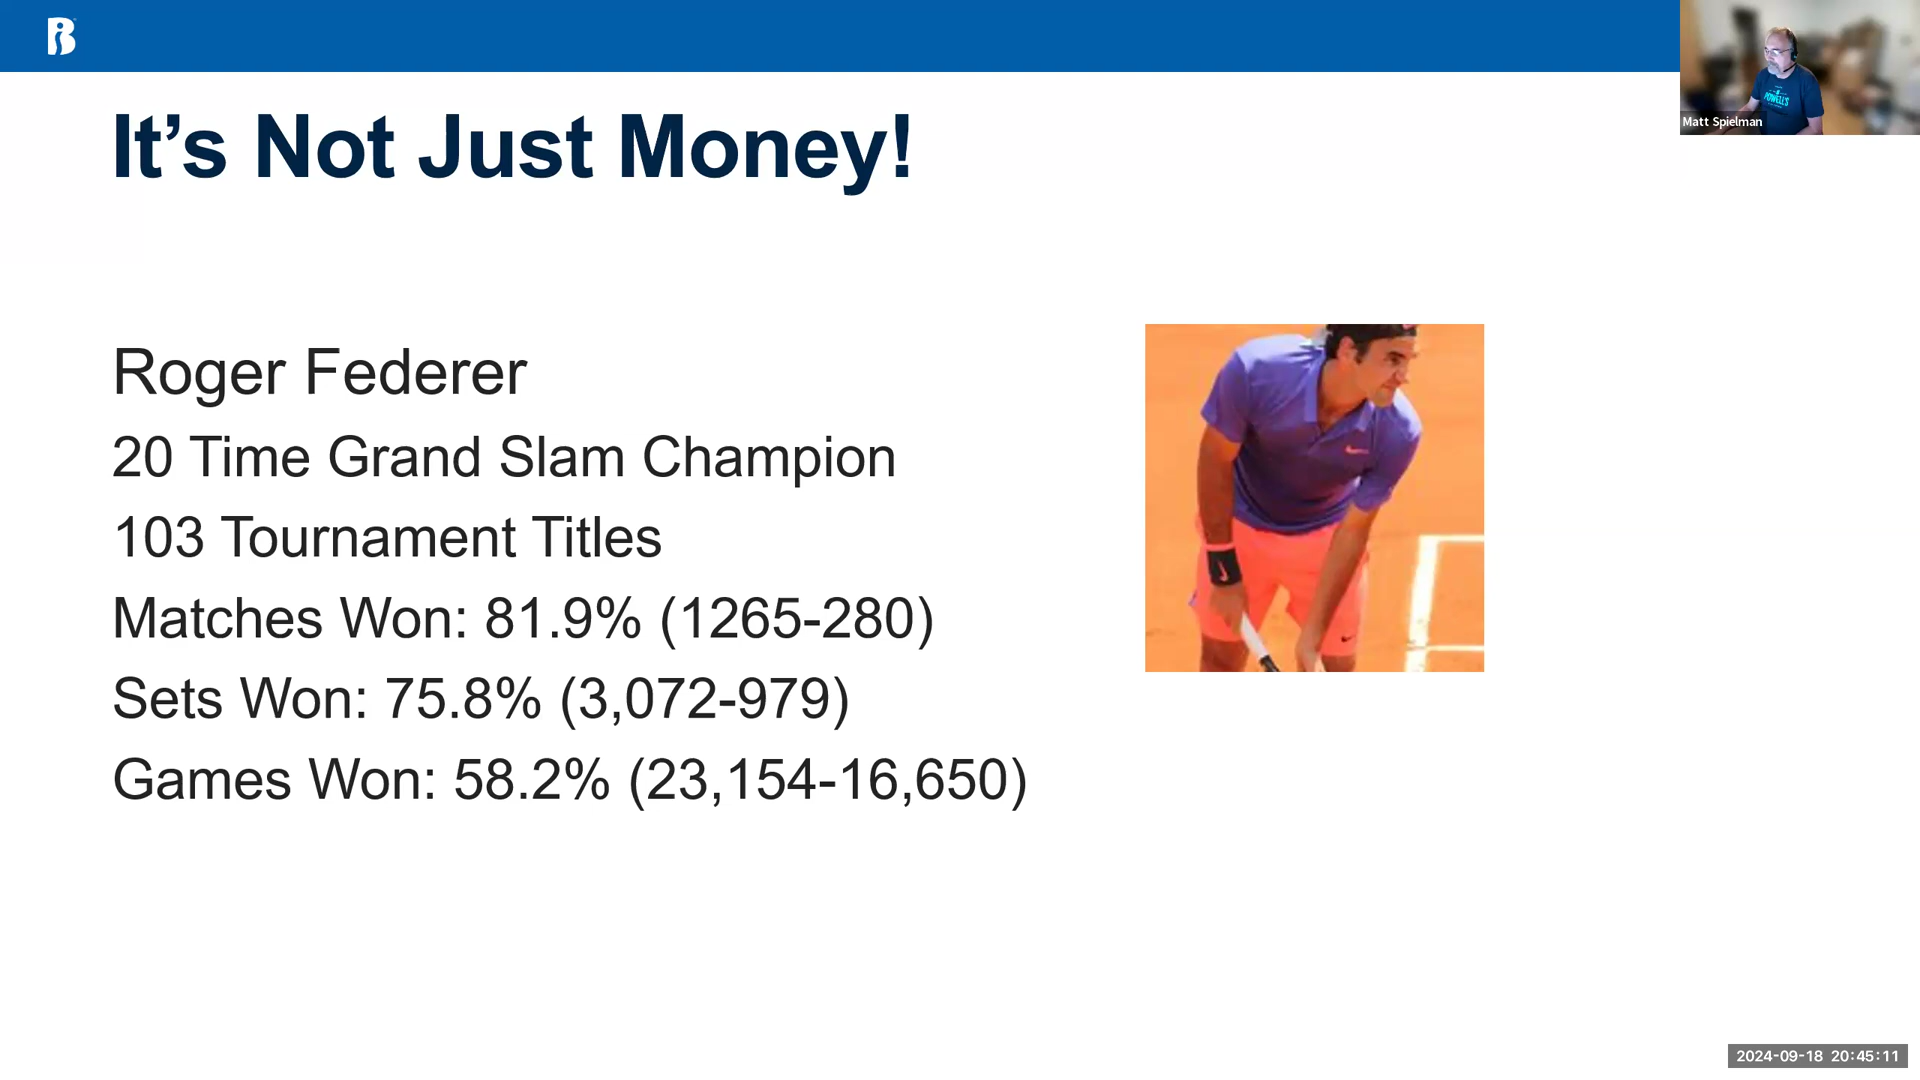 It's Not Just Money!
POWELL'S
Matt Spielman
Roger Federer
20 Time Grand Slam Champion
103 Tournament Titles
Matches Won: 81.9% (1265-280)
Sets Won: 75.8% (3,072-979)
Games Won: 58.2% (23,154-16,650)
2024-09-18 20:45:11